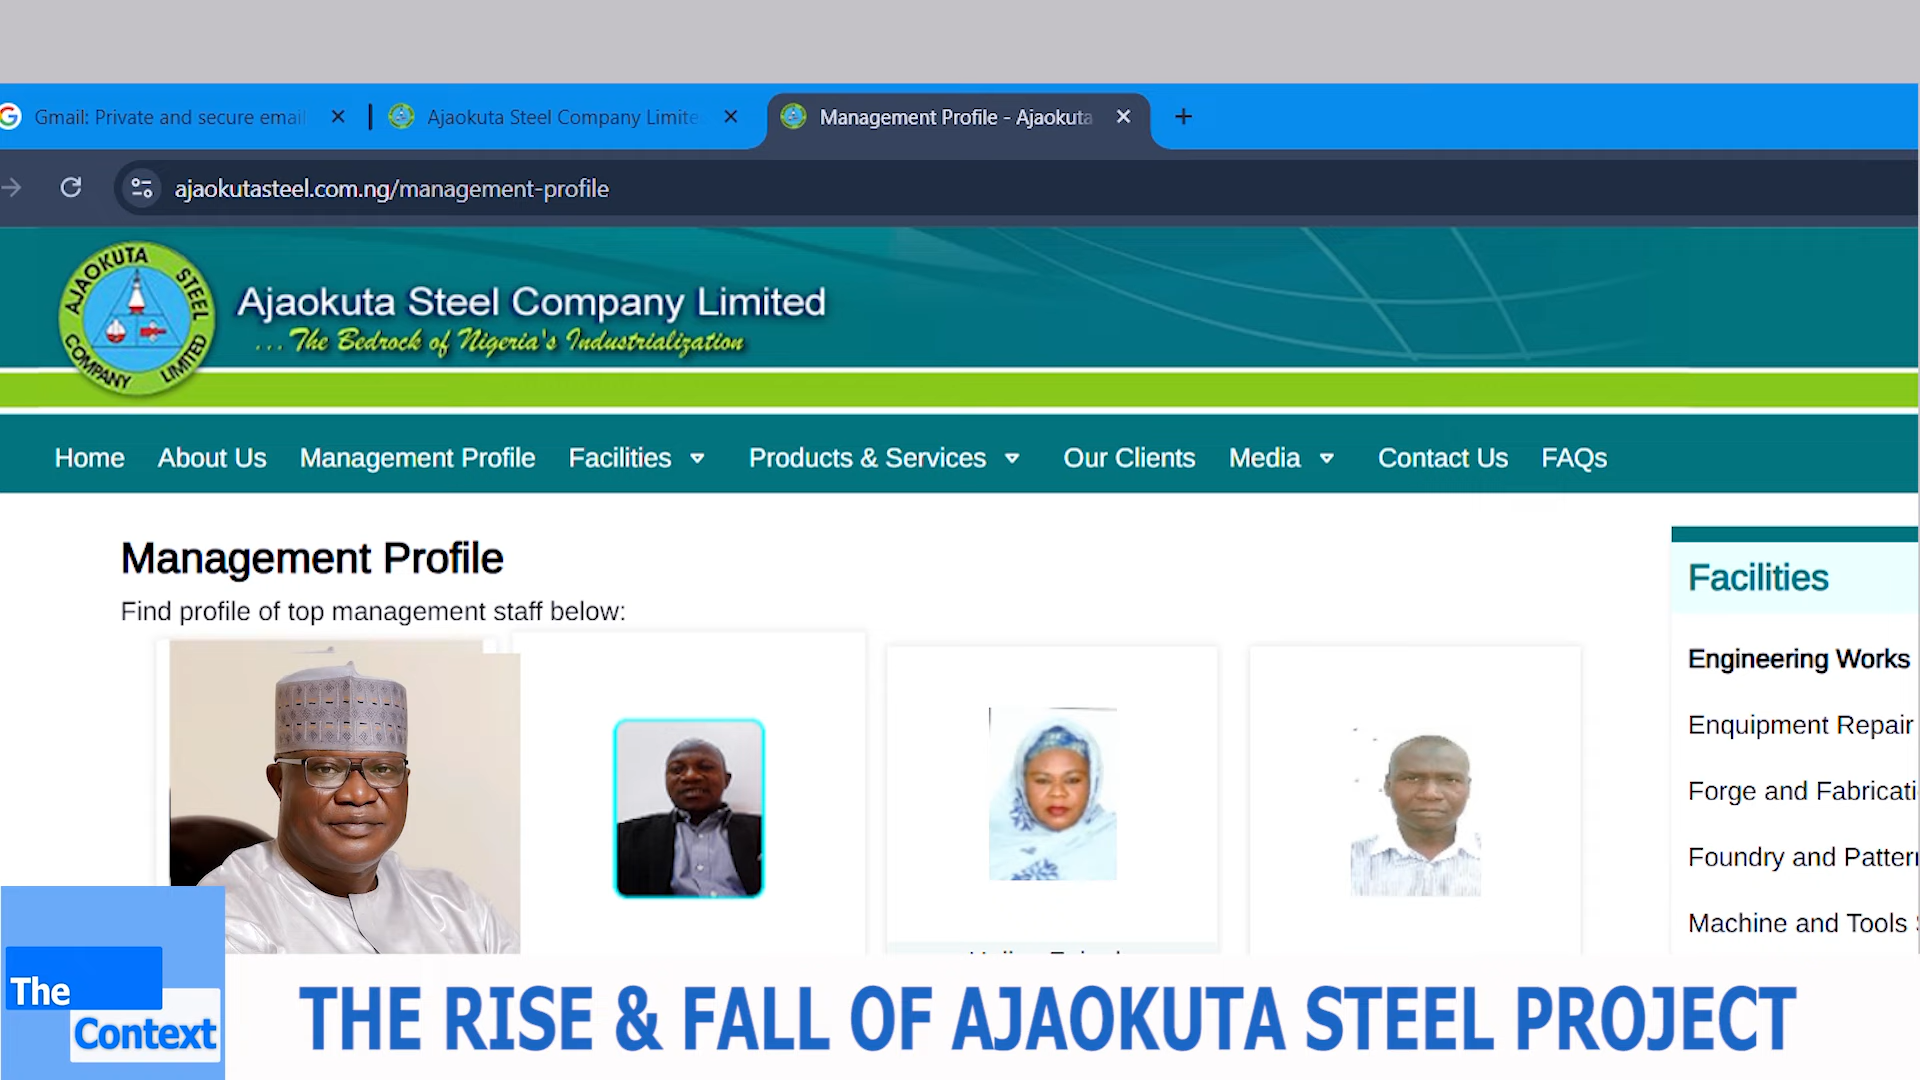 Gmail: Private and secure email
Ajaokuta Steel Company Limite
Management Profile - Ajaokuta
ajaokutasteel.com.ng/management-profile
AJAOKUTA STEEL COMPANY LIMITED
Ajaokuta Steel Company Limited
...The Bedrock of Nigeria's Industrialization
Home About Us Management Profile Facilities Products & Services Our Clients Media Contact Us FAQs
Management Profile
Find profile of top management staff below:
Facilities
Engineering Works
Enquipment Repair
Forge and Fabricati
Foundry and Pattern
Machine and Tools
The
Context
THE RISE & FALL OF AJAOKUTA STEEL PROJECT